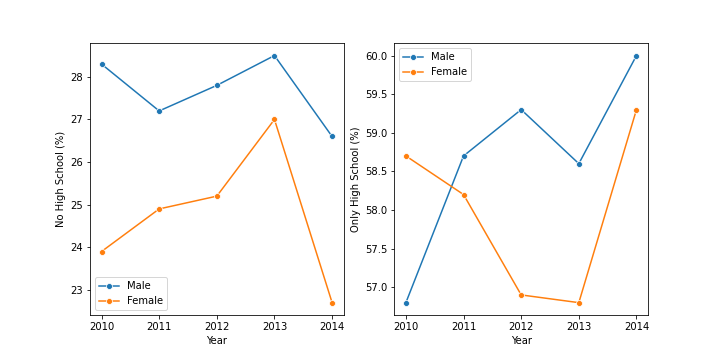 No High School (%)
28
27
26
25
24
23
Male
Female
2010 2011 2012 2013 2014
Year
Only High School (%)
60.0
59.5
59.0
58.5
58.0
57.5
57.0
Male
Female
2010 2011 2012 2013 2014
Year